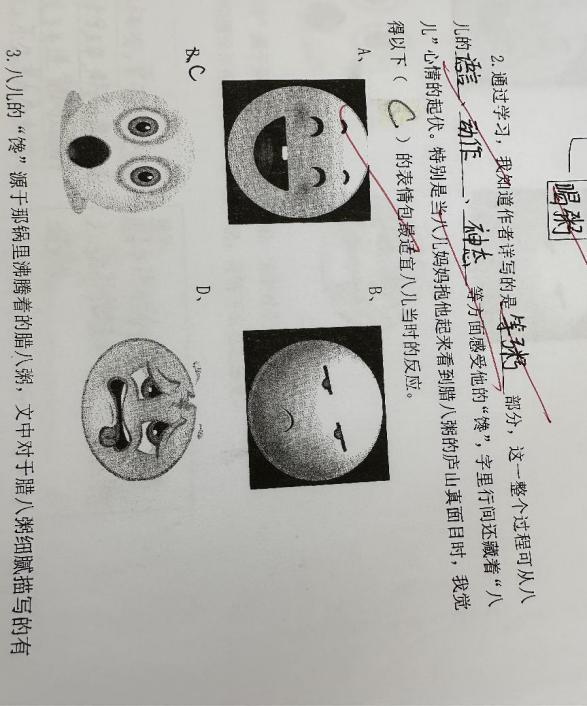 喝粥
2. 通过学习，我知道作者详写的是等粥部分，这一整个过程可从八
儿的语言、动作、神态等方面感受他的“馋”，字里行间还藏着“八
儿”心情的起伏。特别是当八儿妈妈抱他起来看到腊八粥的庐山真面目时，我觉
得以下（C）的表情包最适宜八儿当时的反应。
A、
B、
C
D、
3. 八儿的“馋”源于那锅里沸腾着的腊八粥，文中对于腊八粥细腻描写的有